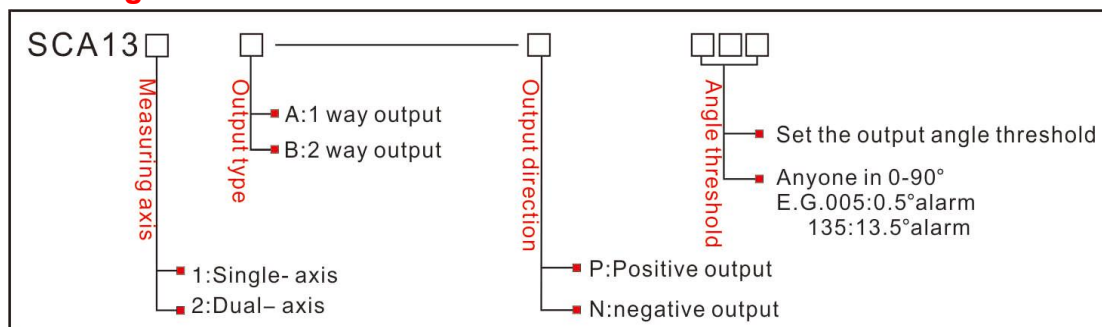 SCA13
Measuring axis
1:Single- axis
2:Dual– axis
Output type
A:1 way output
B:2 way output
Output direction
P:Positive output
N:negative output
Angle threshold
Set the output angle threshold
Anyone in 0-90°
E.G.005:0.5°alarm
135:13.5°alarm